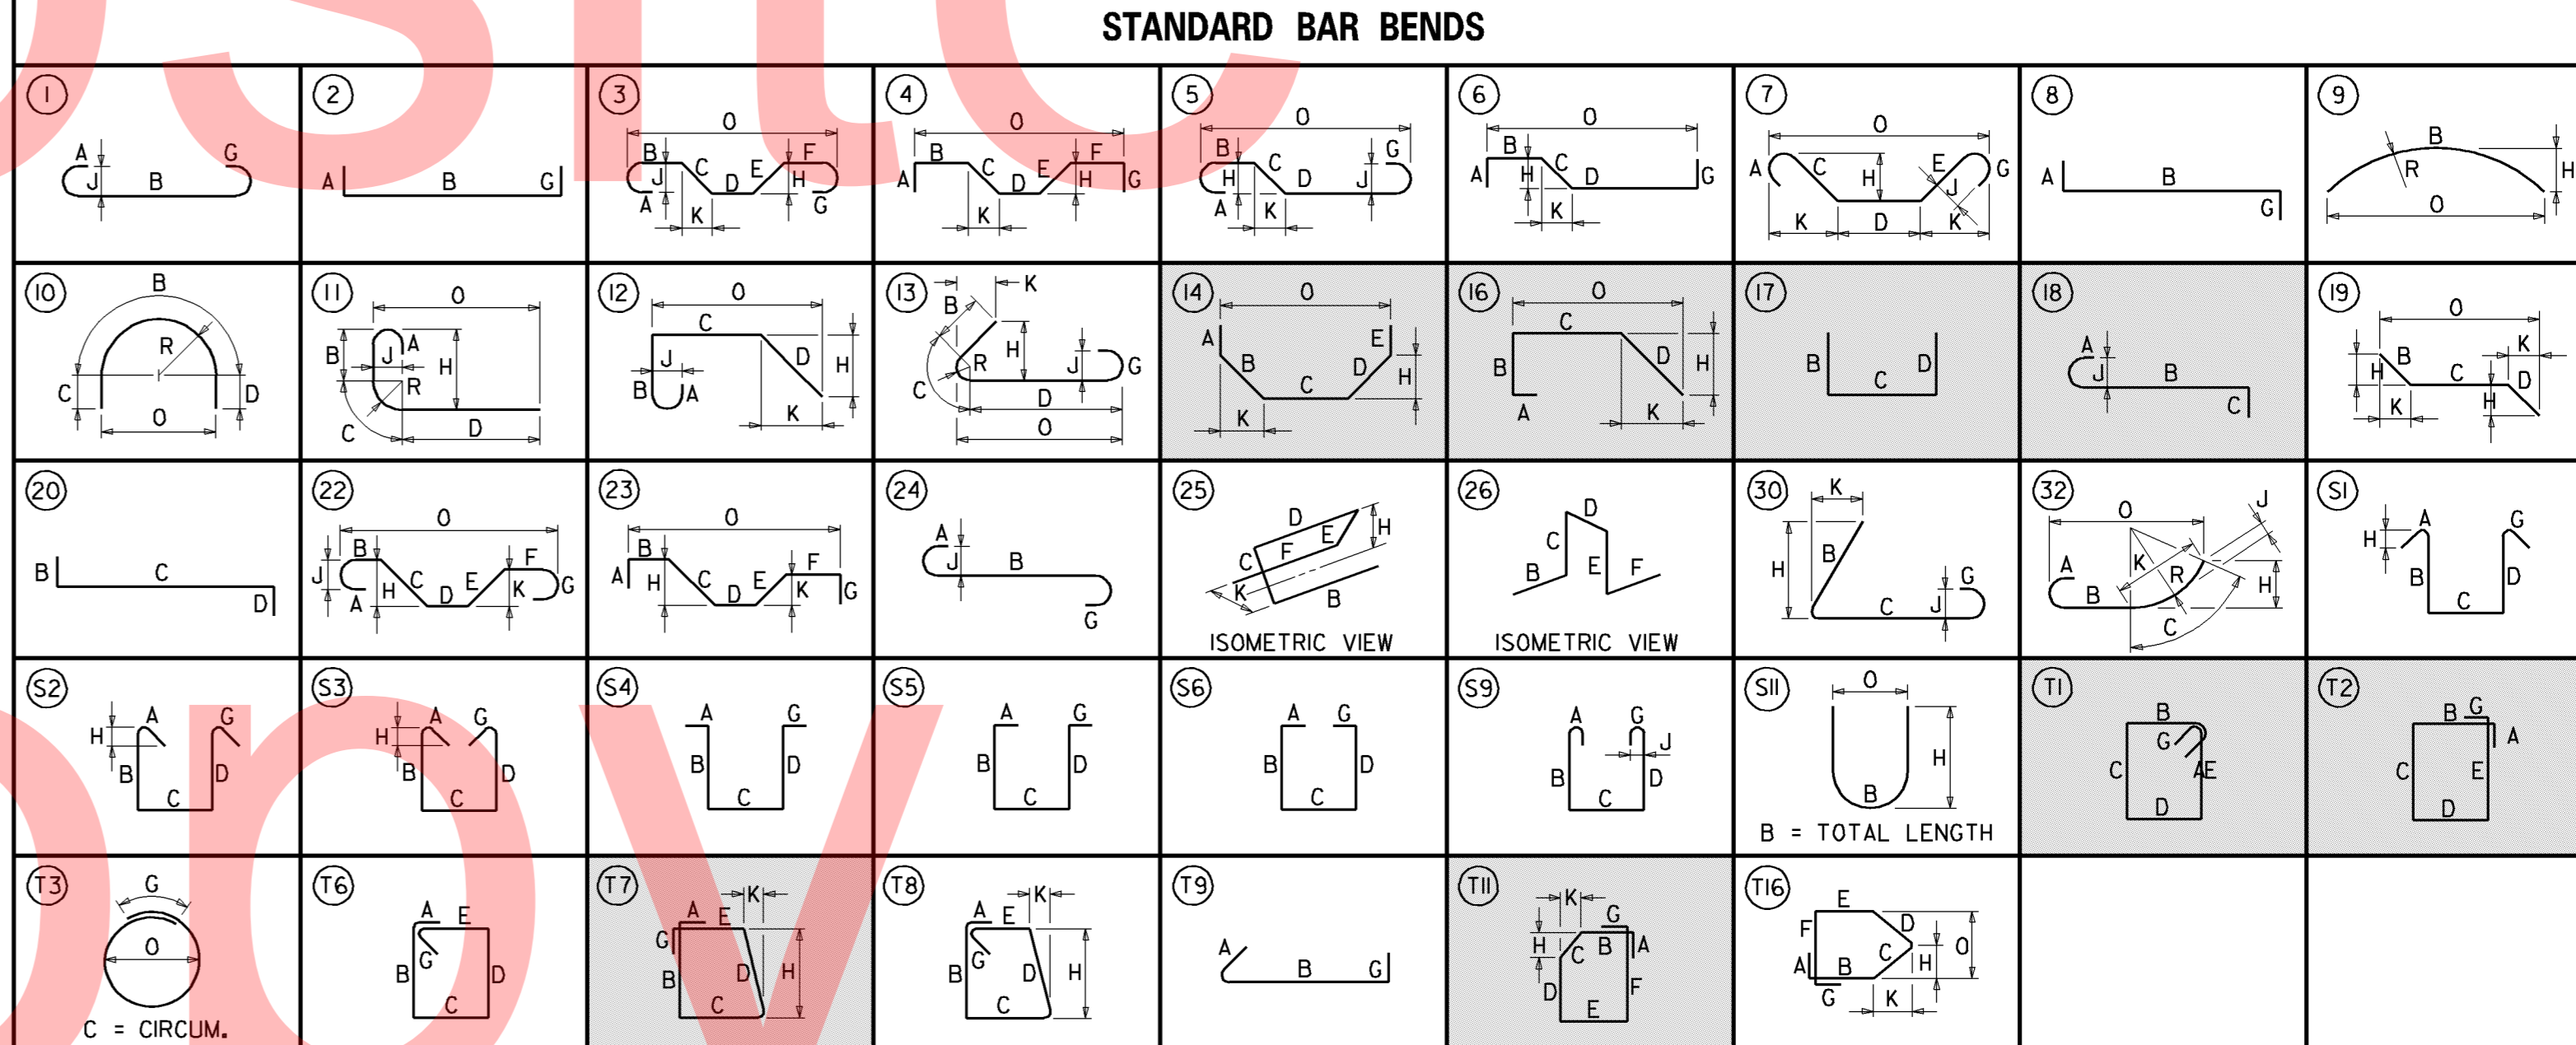 STANDARD BAR BENDS
1 2 3 4 5 6 7 8 9
A G J B
A B G
O B C E F J D H A G K
O B C E F A D H G K
O B C G H D J A K
O B C A H D G K
O A C E G H J K D K
A B G
B R H O
10 11 12 13 14 16 17 18 19
B R C D O
O B A J H R C D
O C D H J B A K
K B H R J G C D O
O A E B D C H K
O C B D H A K
B D C
A J B C
O K B C H D K H
20 22 23 24 25 26 30 32 S1
B C D
O B F J C E G A H D K
O B F A C E H D K G
A J B G
D H E C F K B
ISOMETRIC VIEW
D C B E F
ISOMETRIC VIEW
K B H G C J
O J K A R B H C
A G H B D C
S2 S3 S4 S5 S6 S9 S11 T1 T2
A G H B D C
A G H B D C
A G B D C
A G B D C
A G B D C
A G J B D C
O H B
B = TOTAL LENGTH
B G C AE D
B G A C E D
T3 T6 T7 T8 T9 T11 T16
G O
C = CIRCUM.
A E G B D C
K A E G D H B C
K A E G B D H C
A B G
K G H C B A D F E
E D F C O A B H G K